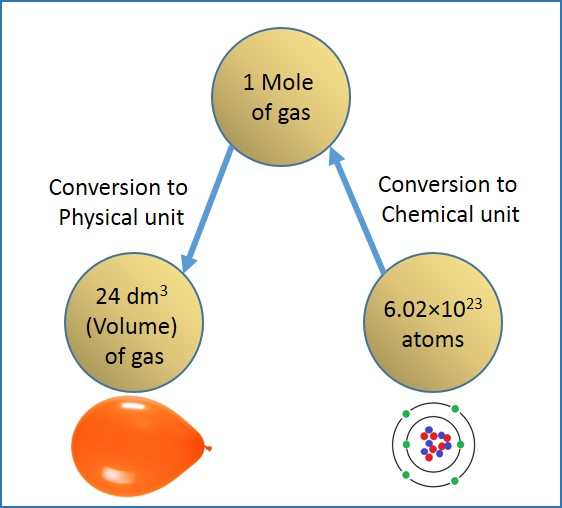 1 Mole
of gas
Conversion to
Physical unit
Conversion to
Chemical unit
24 dm³
(Volume)
of gas
6.02×10²³
atoms